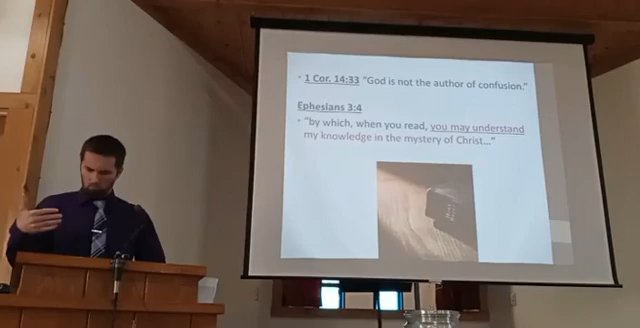 • 1 Cor. 14:33 "God is not the author of confusion."
Ephesians 3:4
• "by which, when you read, you may understand
my knowledge in the mystery of Christ..."